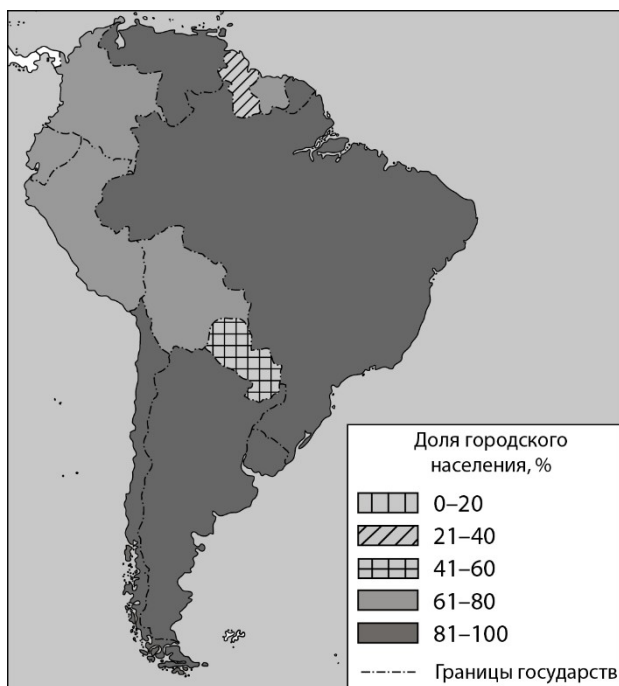 Доля городского
населения, %
0–20
21–40
41–60
61–80
81–100
Границы государств